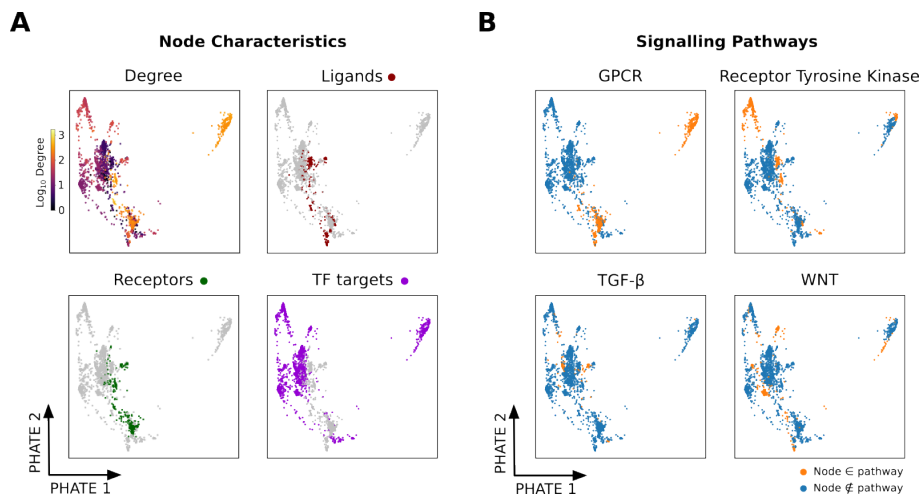 A
Node Characteristics
Degree
Ligands
Log₁₀ Degree
3
2
1
0
Receptors
TF targets
PHATE 2
PHATE 1
B
Signalling Pathways
GPCR
Receptor Tyrosine Kinase
TGF-β
WNT
PHATE 2
PHATE 1
Node ∈ pathway
Node ∉ pathway